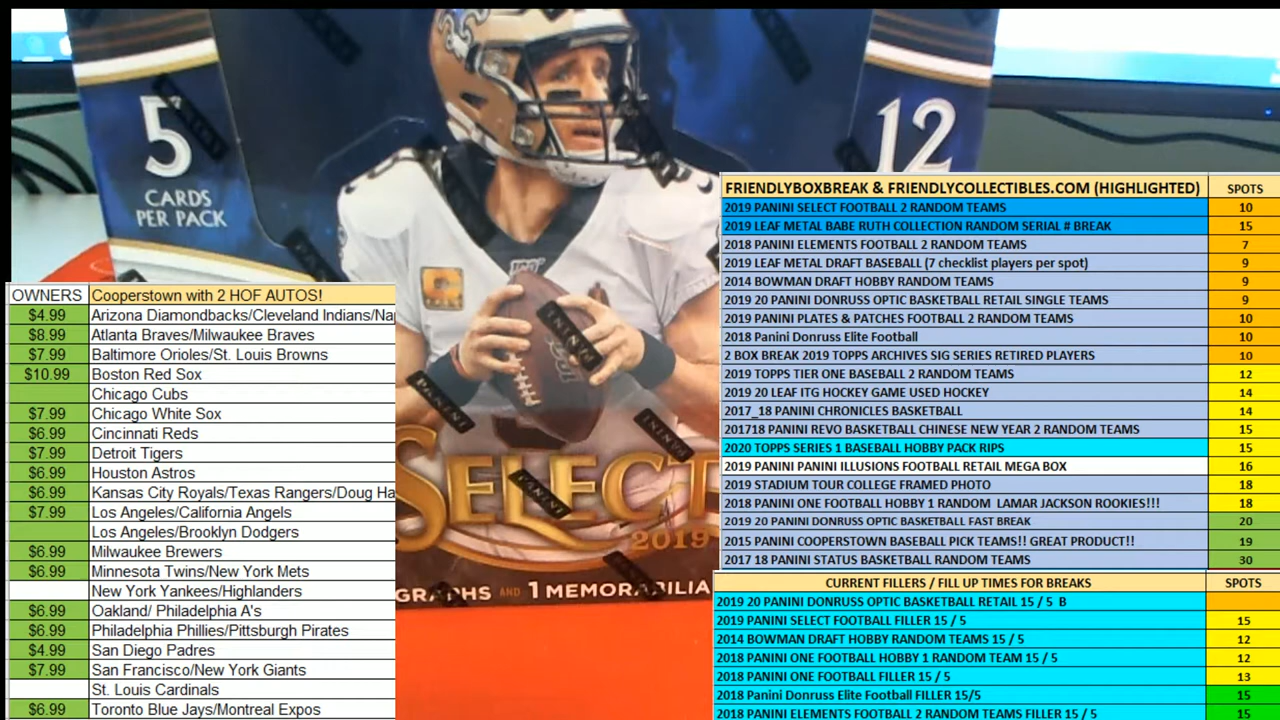 5
CARDS
PER PACK
12
PANINI
C
SELECT
2019
GRAPHS AND 1 MEMORABILIA
OWNERS Cooperstown with 2 HOF AUTOS!
$4.99 Arizona Diamondbacks/Cleveland Indians/Nap
$8.99 Atlanta Braves/Milwaukee Braves
$7.99 Baltimore Orioles/St. Louis Browns
$10.99 Boston Red Sox
Chicago Cubs
$7.99 Chicago White Sox
$6.99 Cincinnati Reds
$7.99 Detroit Tigers
$6.99 Houston Astros
$6.99 Kansas City Royals/Texas Rangers/Doug Ha
$7.99 Los Angeles/California Angels
Los Angeles/Brooklyn Dodgers
$6.99 Milwaukee Brewers
$6.99 Minnesota Twins/New York Mets
New York Yankees/Highlanders
$6.99 Oakland/ Philadelphia A's
$6.99 Philadelphia Phillies/Pittsburgh Pirates
$4.99 San Diego Padres
$7.99 San Francisco/New York Giants
St. Louis Cardinals
$6.99 Toronto Blue Jays/Montreal Expos
FRIENDLYBOXBREAK & FRIENDLYCOLLECTIBLES.COM (HIGHLIGHTED) SPOTS
2019 PANINI SELECT FOOTBALL 2 RANDOM TEAMS 10
2019 LEAF METAL BABE RUTH COLLECTION RANDOM SERIAL # BREAK 15
2018 PANINI ELEMENTS FOOTBALL 2 RANDOM TEAMS 7
2019 LEAF METAL DRAFT BASEBALL (7 checklist players per spot) 9
2014 BOWMAN DRAFT HOBBY RANDOM TEAMS 9
2019 20 PANINI DONRUSS OPTIC BASKETBALL RETAIL SINGLE TEAMS 9
2019 PANINI PLATES & PATCHES FOOTBALL 2 RANDOM TEAMS 10
2018 Panini Donruss Elite Football 10
2 BOX BREAK 2019 TOPPS ARCHIVES SIG SERIES RETIRED PLAYERS 10
2019 TOPPS TIER ONE BASEBALL 2 RANDOM TEAMS 12
2019 20 LEAF ITG HOCKEY GAME USED HOCKEY 14
2017_18 PANINI CHRONICLES BASKETBALL 14
201718 PANINI REVO BASKETBALL CHINESE NEW YEAR 2 RANDOM TEAMS 15
2020 TOPPS SERIES 1 BASEBALL HOBBY PACK RIPS 15
2019 PANINI PANINI ILLUSIONS FOOTBALL RETAIL MEGA BOX 16
2019 STADIUM TOUR COLLEGE FRAMED PHOTO 18
2018 PANINI ONE FOOTBALL HOBBY 1 RANDOM LAMAR JACKSON ROOKIES!!! 18
2019 20 PANINI DONRUSS OPTIC BASKETBALL FAST BREAK 20
2015 PANINI COOPERSTOWN BASEBALL PICK TEAMS!! GREAT PRODUCT!! 19
2017 18 PANINI STATUS BASKETBALL RANDOM TEAMS 30
CURRENT FILLERS / FILL UP TIMES FOR BREAKS SPOTS
2019 20 PANINI DONRUSS OPTIC BASKETBALL RETAIL 15 / 5 B
2019 PANINI SELECT FOOTBALL FILLER 15 / 5 15
2014 BOWMAN DRAFT HOBBY RANDOM TEAMS 15 / 5 12
2018 PANINI ONE FOOTBALL HOBBY 1 RANDOM TEAM 15 / 5 12
2018 PANINI ONE FOOTBALL FILLER 15 / 5 13
2018 Panini Donruss Elite Football FILLER 15/5 15
2018 PANINI ELEMENTS FOOTBALL 2 RANDOM TEAMS FILLER 15 / 5 15